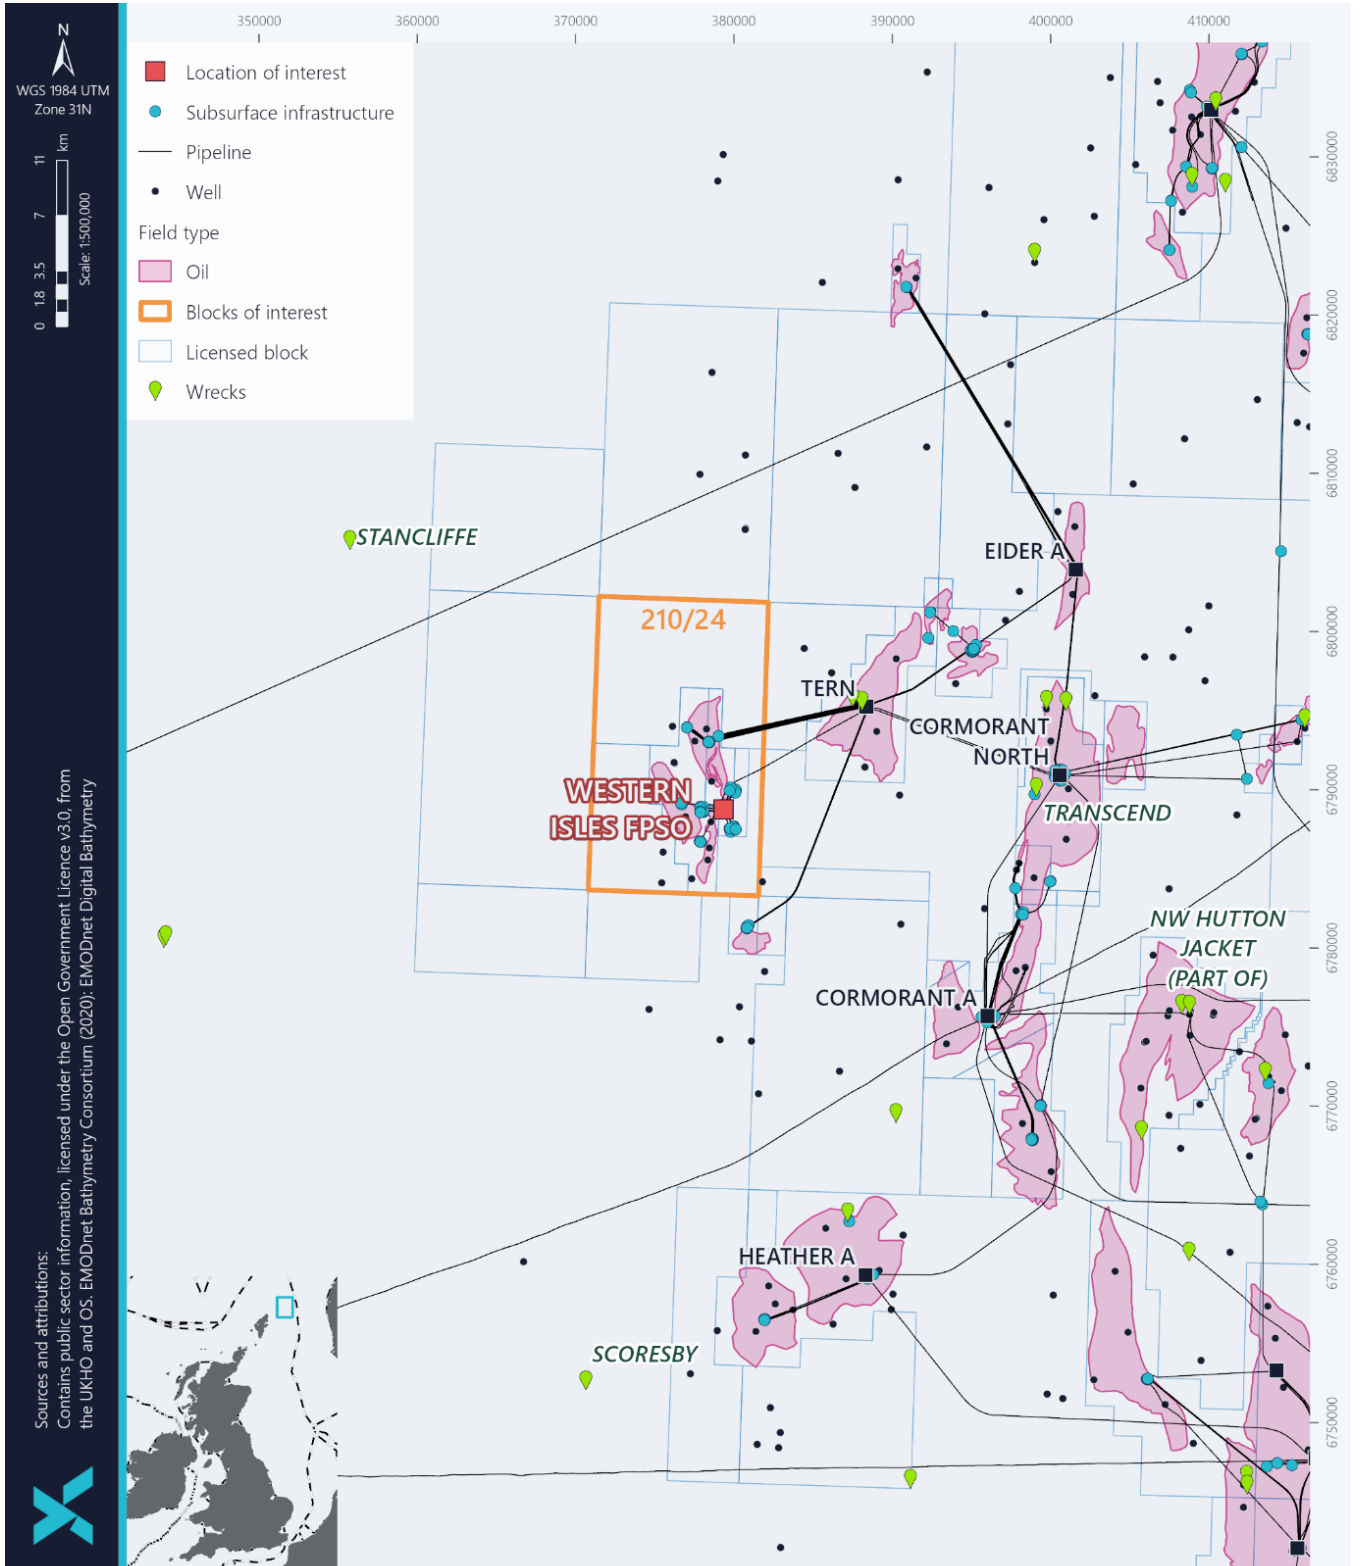 350000 360000 370000 380000 390000 400000 410000
N
WGS 1984 UTM
Zone 31N
km
0 1.8 3.5 7 11
Scale: 1:500,000
Location of interest
Subsurface infrastructure
Pipeline
Well
Field type
Oil
Blocks of interest
Licensed block
Wrecks
6830000
6820000
6810000
6800000
6790000
6780000
6770000
6760000
6750000
STANCLIFFE
EIDER A
210/24
TERN
CORMORANT
NORTH
WESTERN
ISLES FPSO
TRANSCEND
NW HUTTON
JACKET
(PART OF)
CORMORANT A
HEATHER A
SCORESBY
Sources and attributions:
Contains public sector information, licensed under the Open Government Licence v3.0, from
the UKHO and OS. EMODnet Bathymetry Consortium (2020): EMODnet Digital Bathymetry